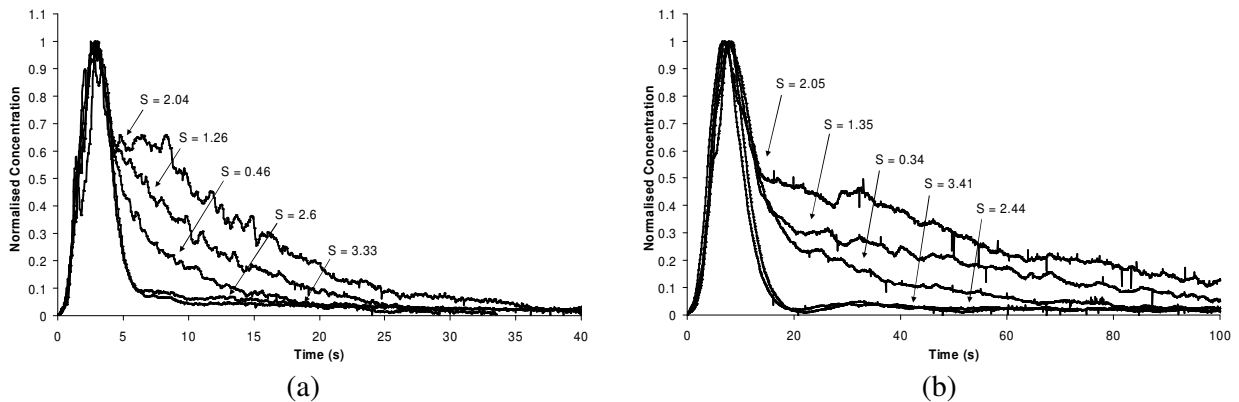 1.1
1
0.9
0.8
0.7
0.6
0.5
0.4
0.3
0.2
0.1
0
Normalised Concentration
S = 2.04
S = 1.26
S = 0.46
S = 2.6
S = 3.33
0 5 10 15 20 25 30 35 40
Time (s)
(a)
1.1
1
0.9
0.8
0.7
0.6
0.5
0.4
0.3
0.2
0.1
0
Normalised Concentration
S = 2.05
S = 1.35
S = 0.34
S = 3.41
S = 2.44
0 20 40 60 80 100
Time (s)
(b)